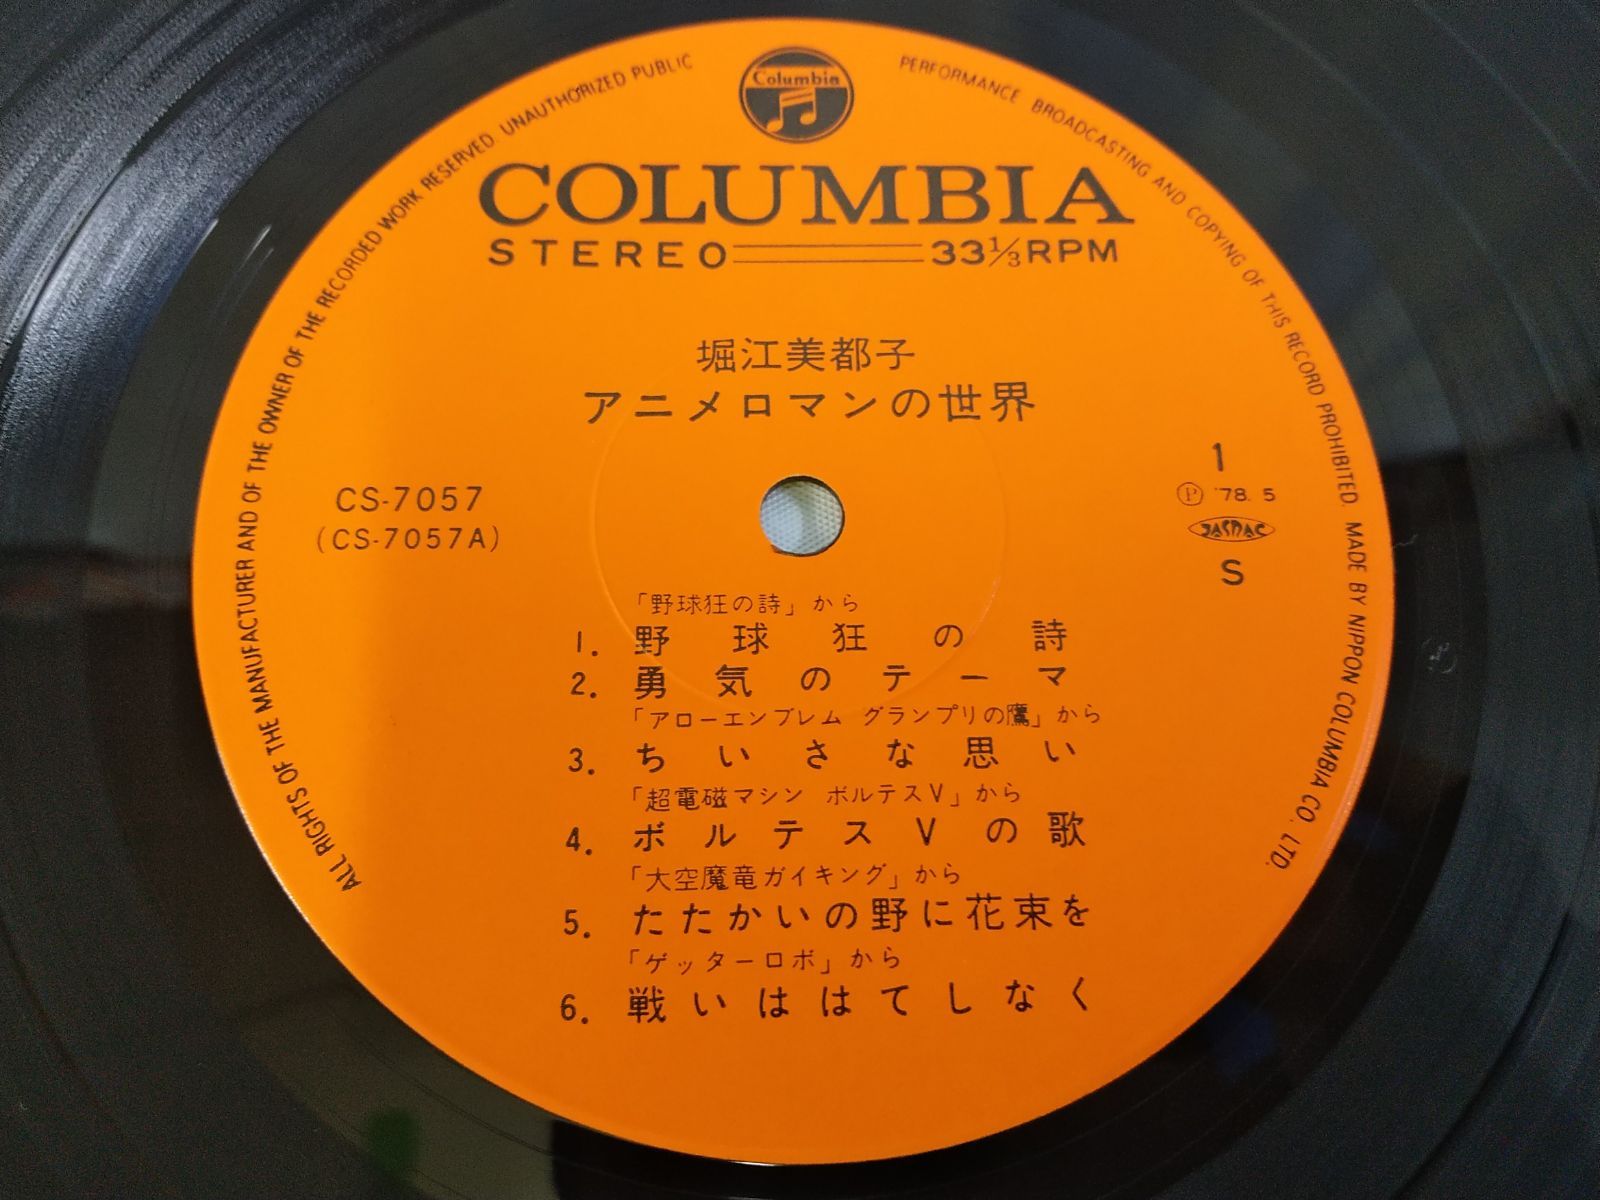 Columbia
COLUMBIA
STEREO 33⅓RPM
堀江美都子
アニメロマンの世界
CS-7057
(CS-7057A)
1
Ⓟ '78. 5
JASRAC
S
「野球狂の詩」から
1. 野球狂の詩
2. 勇気のテーマ
「アローエンブレム グランプリの鷹」から
3. ちいさな思い
「超電磁マシン ボルテスV」から
4. ボルテスVの歌
「大空魔竜ガイキング」から
5. たたかいの野に花束を
「ゲッターロボ」から
6. 戦いははてしなく
ALL RIGHTS OF THE MANUFACTURER AND OF THE OWNER OF THE RECORDED WORK RESERVED. UNAUTHORIZED PUBLIC PERFORMANCE BROADCASTING AND COPYING OF THIS RECORD PROHIBITED. MADE BY NIPPON COLUMBIA CO., LTD.